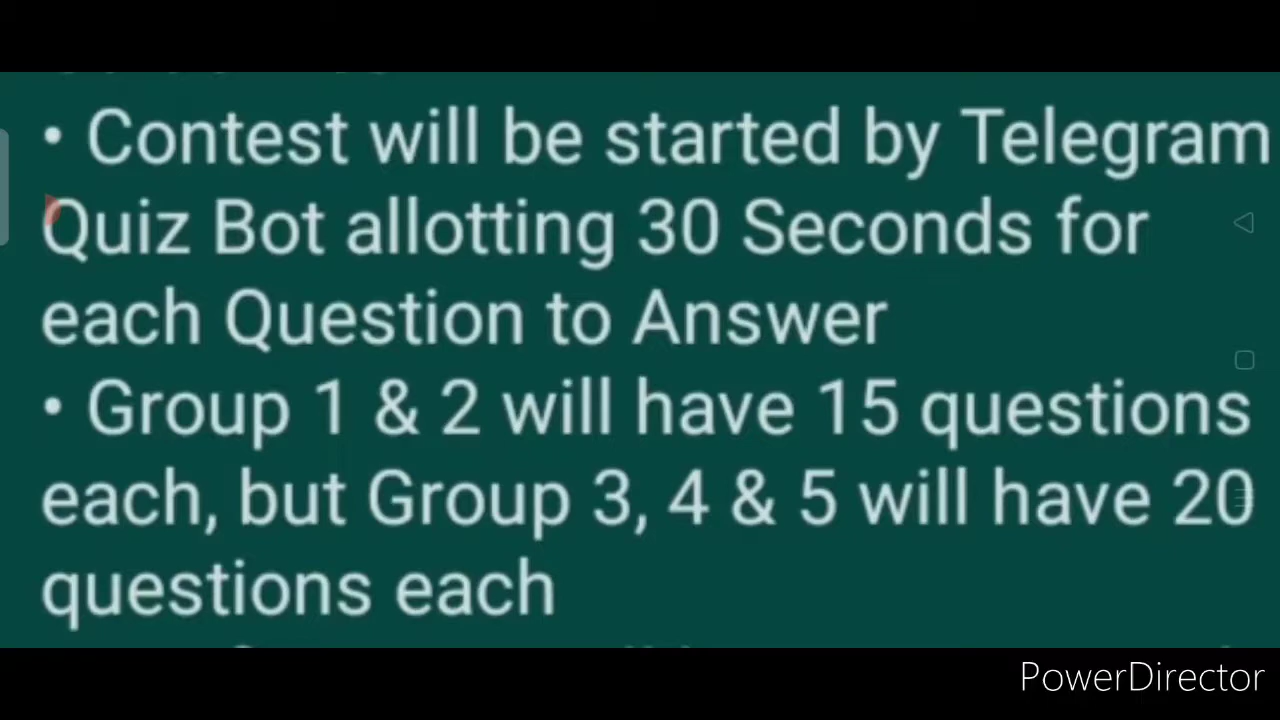 • Contest will be started by Telegram
Quiz Bot allotting 30 Seconds for
each Question to Answer
• Group 1 & 2 will have 15 questions
each, but Group 3, 4 & 5 will have 20
questions each
PowerDirector